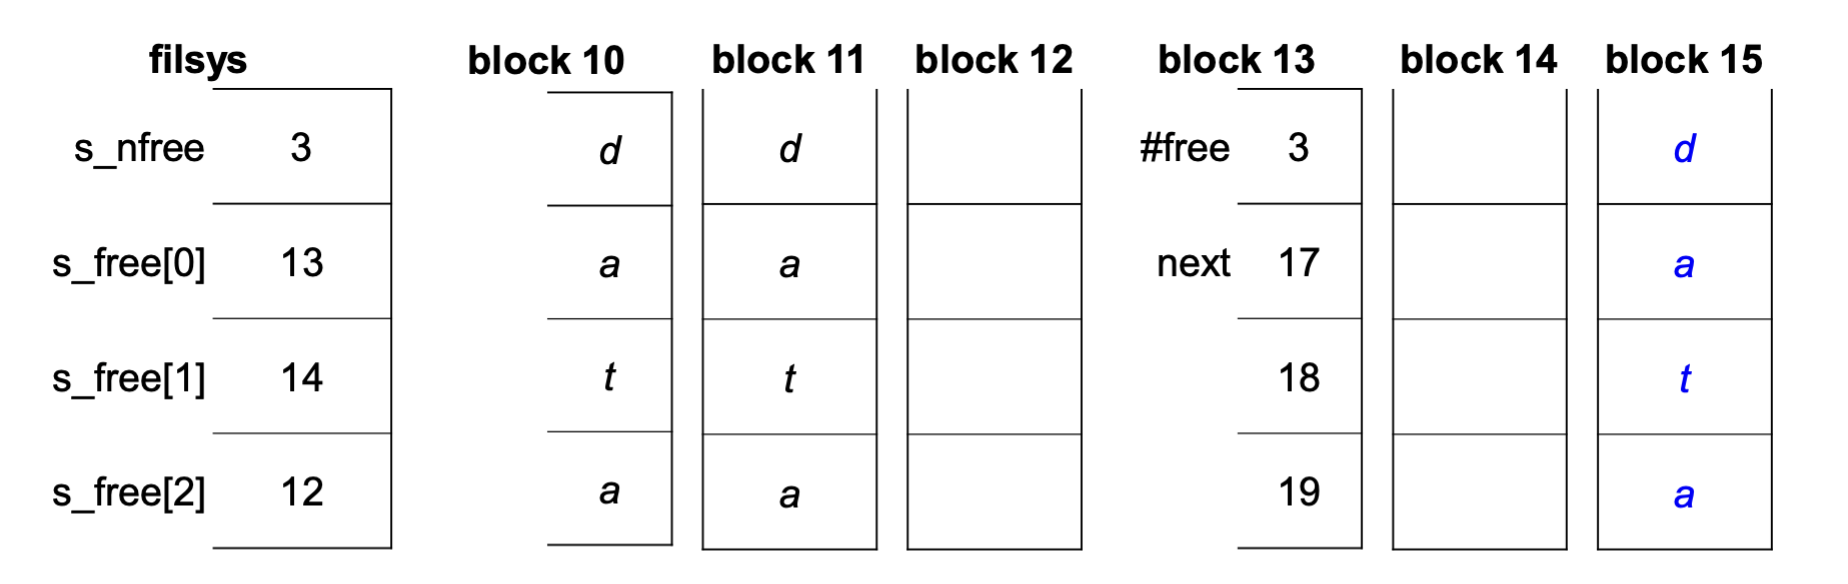 filsys block 10 block 11 block 12 block 13 block 14 block 15
s_nfree 3 d d #free 3 d
s_free[0] 13 a a next 17 a
s_free[1] 14 t t 18 t
s_free[2] 12 a a 19 a